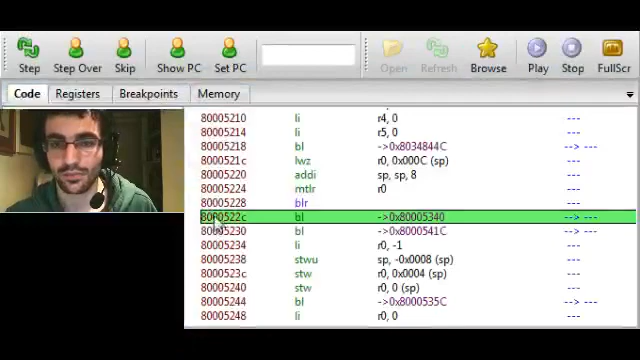 Step Step Over Skip Show PC Set PC Open Refresh Browse Play Stop FullScr
Code Registers Breakpoints Memory
80005210 li r4, 0 ---
80005214 li r5, 0 ---
80005218 bl ->0x8034844C --> ---
8000521c lwz r0, 0x000C (sp) ---
80005220 addi sp, sp, 8 ---
80005224 mtlr r0 ---
80005228 blr ---
8000522c bl ->0x80005340 --> ---
80005230 bl ->0x8000541C --> ---
80005234 li r0, -1 ---
80005238 stwu sp, -0x0008 (sp) ---
8000523c stw r0, 0x0004 (sp) ---
80005240 stw r0, 0 (sp) ---
80005244 bl ->0x8000535C --> ---
80005248 li r0, 0 ---